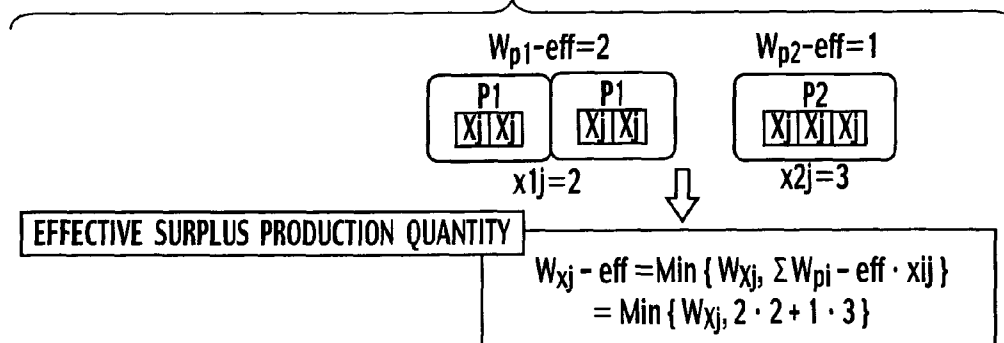 Wp1-eff=2 Wp2-eff=1
P1 P1 P2
Xj Xj Xj Xj Xj Xj Xj
x1j=2 x2j=3
EFFECTIVE SURPLUS PRODUCTION QUANTITY
WXj - eff = Min { WXj, ΣWpi - eff · xij }
= Min { WXj, 2 · 2 + 1 · 3 }